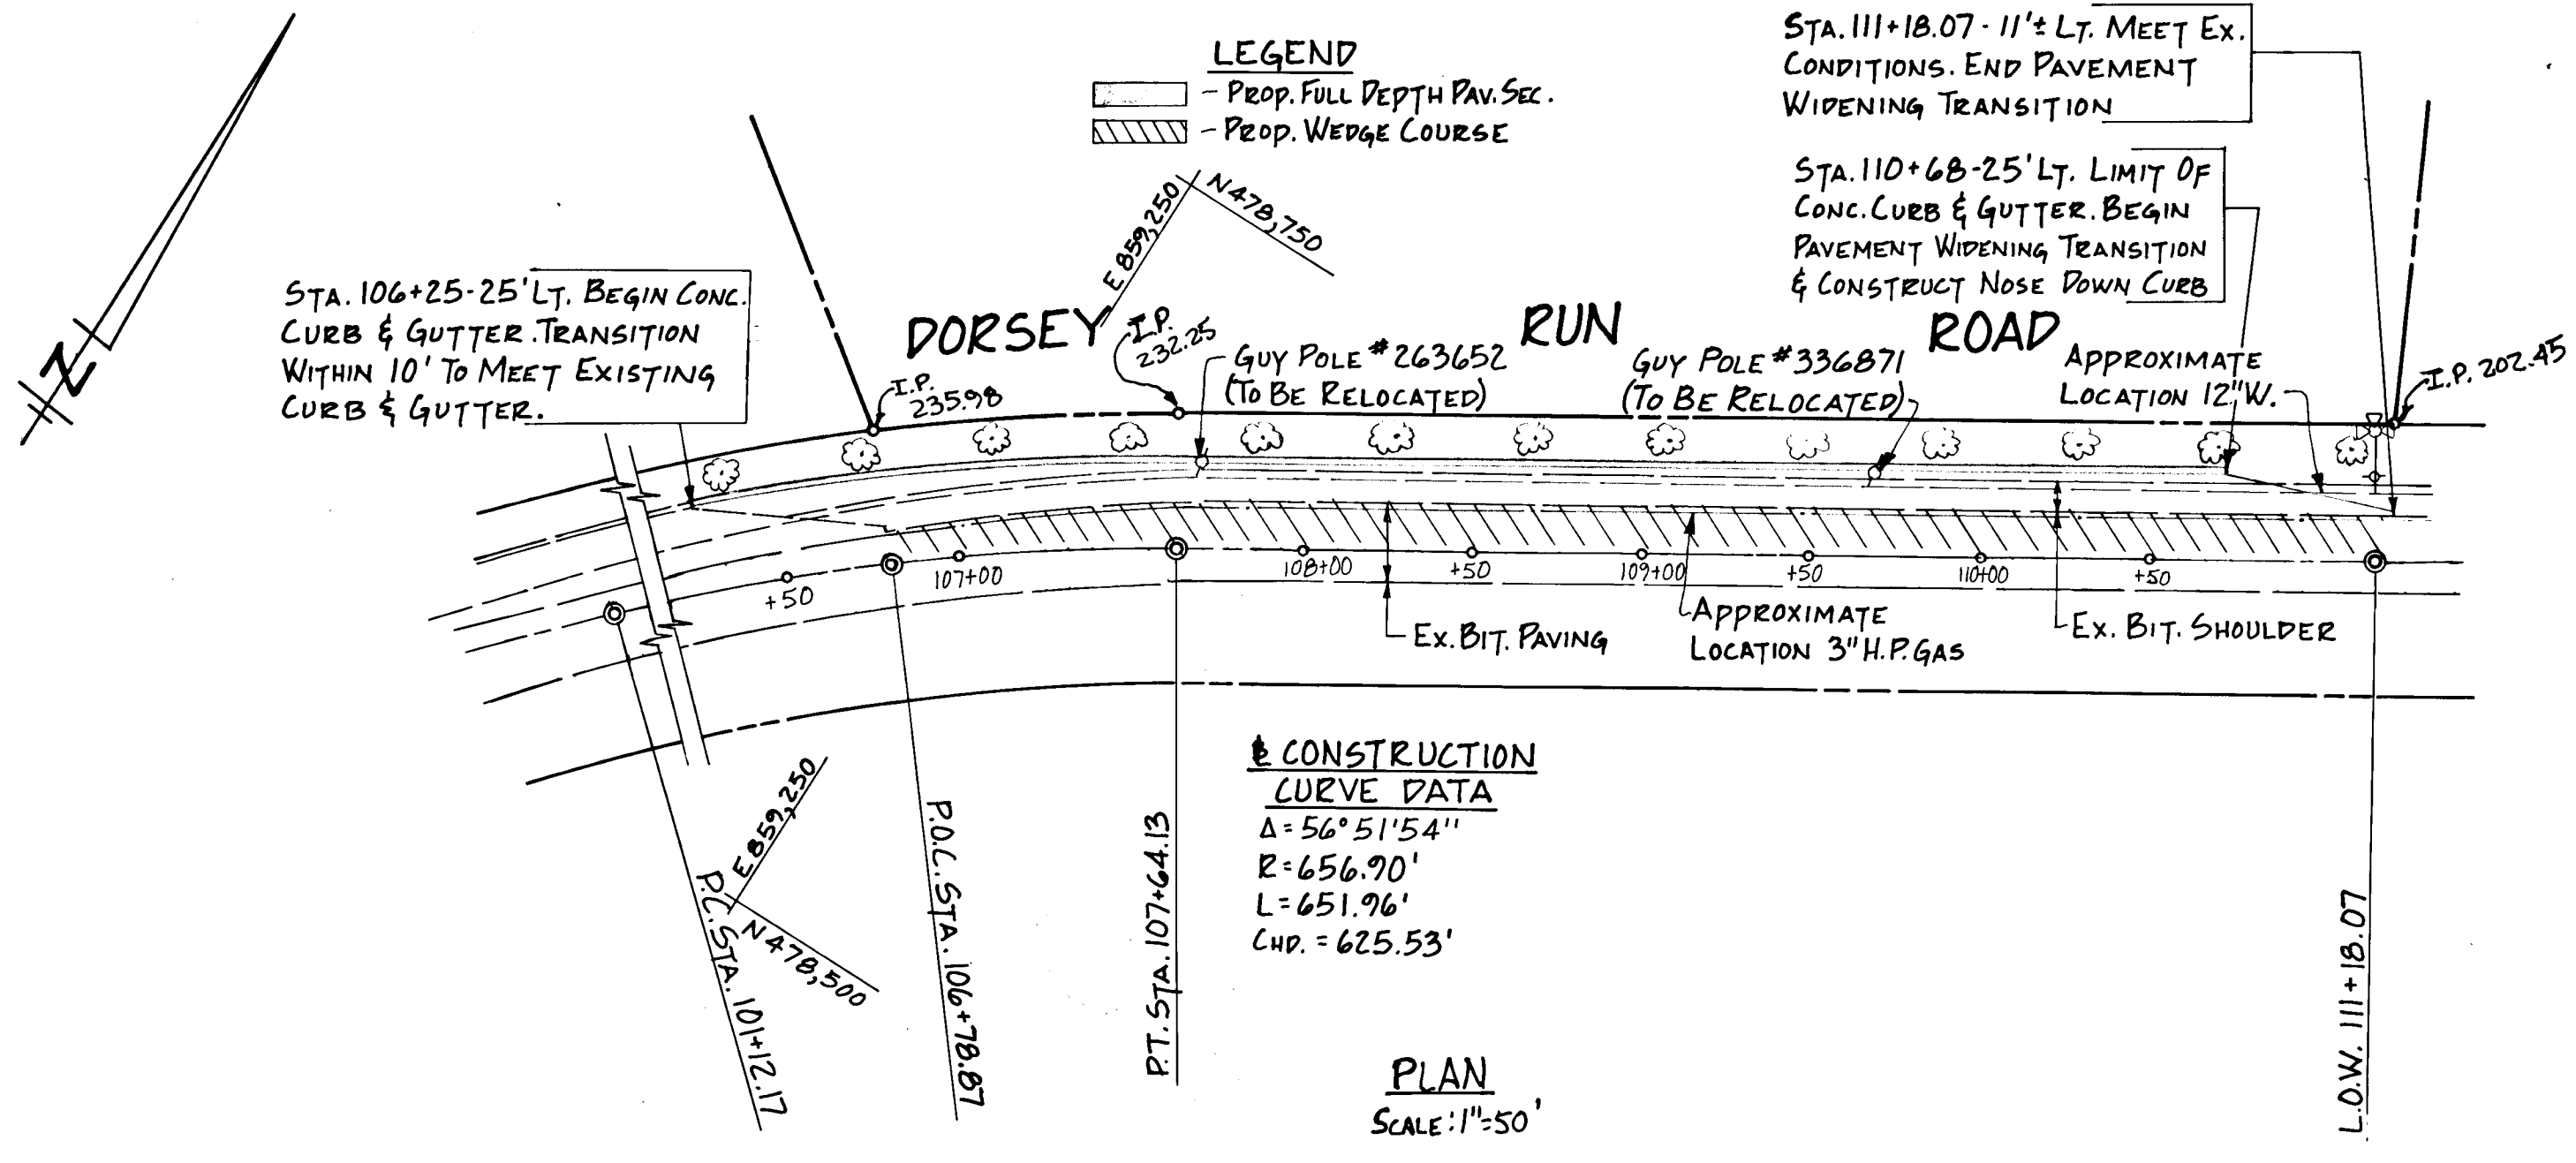 LEGEND
- PROP. FULL DEPTH PAV. SEC.
- PROP. WEDGE COURSE
STA. 111+18.07 - 11'± LT. MEET EX.
CONDITIONS. END PAVEMENT
WIDENING TRANSITION
STA. 110+68-25' LT. LIMIT OF
CONC. CURB & GUTTER. BEGIN
PAVEMENT WIDENING TRANSITION
& CONSTRUCT NOSE DOWN CURB
STA. 106+25-25' LT. BEGIN CONC.
CURB & GUTTER. TRANSITION
WITHIN 10' TO MEET EXISTING
CURB & GUTTER.
N
E 859,250
N 478,750
DORSEY RUN ROAD
I.P.
235.98
I.P.
232.25
GUY POLE #263652
(TO BE RELOCATED)
GUY POLE #336871
(TO BE RELOCATED)
APPROXIMATE
LOCATION 12" W.
I.P. 202.45
+50
107+00
108+00
+50
109+00
+50
110+00
+50
EX. BIT. PAVING
APPROXIMATE
LOCATION 3" H.P. GAS
EX. BIT. SHOULDER
P.C. STA. 101+12.17
E 859,250
N 478,500
P.O.C. STA. 106+78.87
P.T. STA. 107+64.13
L.O.W. 111+18.07
℄ CONSTRUCTION
CURVE DATA
Δ = 56°51'54"
R = 656.90'
L = 651.96'
CHD. = 625.53'
PLAN
SCALE: 1"=50'